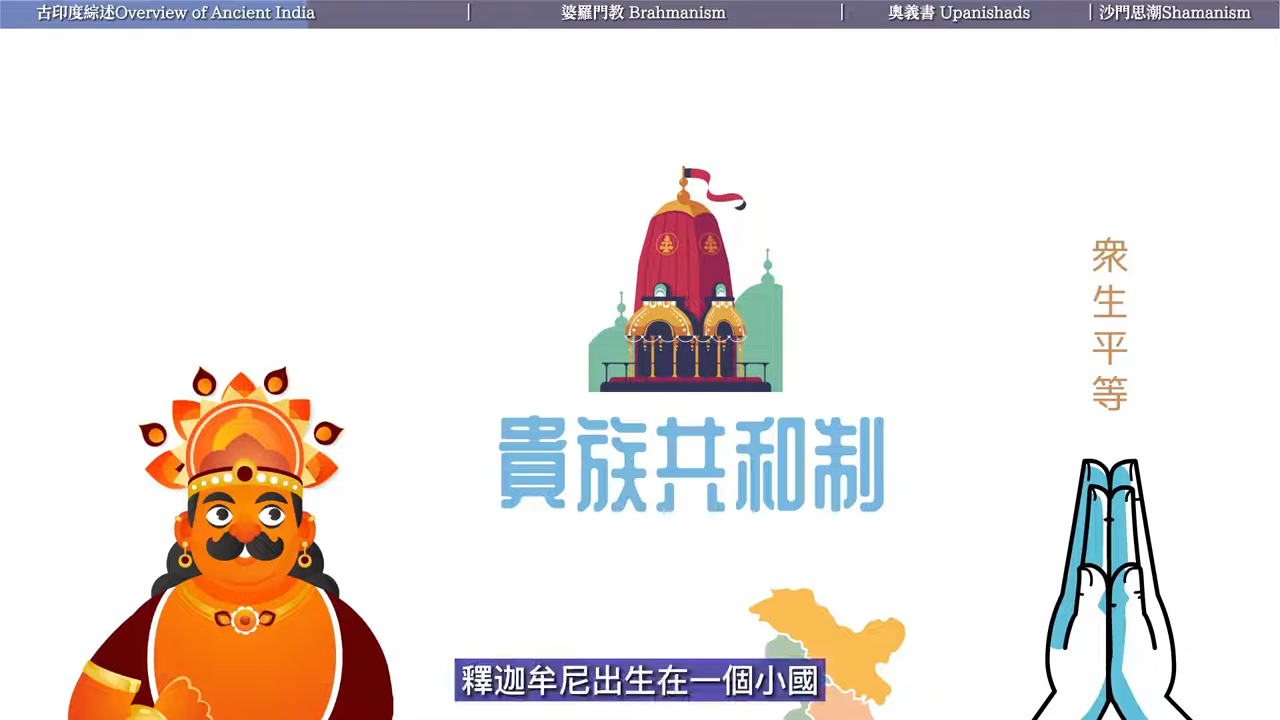 古印度綜述Overview of Ancient India | 婆羅門教 Brahmanism | 奧義書 Upanishads | 沙門思潮Shamanism
眾生平等
貴族共和制
釋迦牟尼出生在一個小國